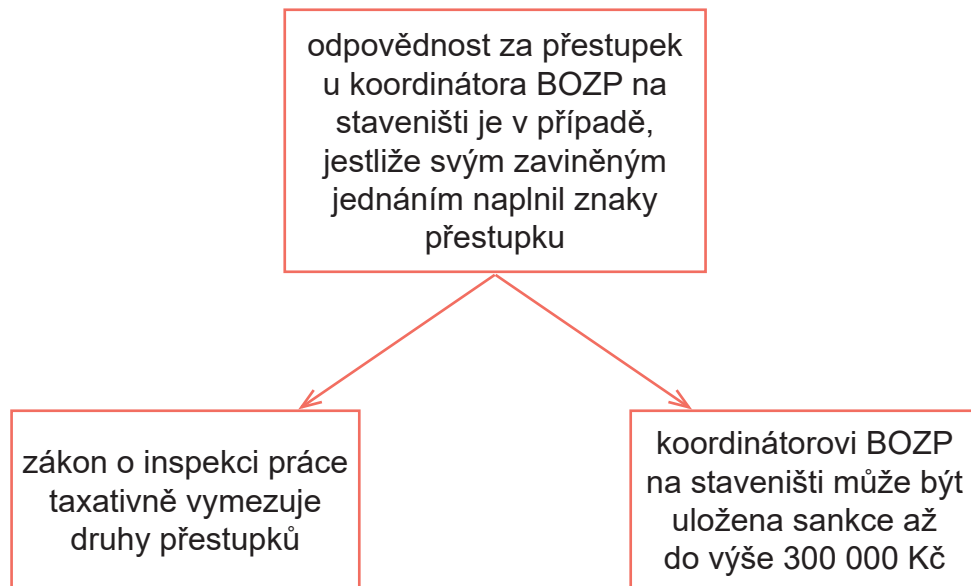 odpovědnost za přestupek
u koordinátora BOZP na
staveništi je v případě,
jestliže svým zaviněným
jednáním naplnil znaky
přestupku
zákon o inspekci práce
taxativně vymezuje
druhy přestupků
koordinátorovi BOZP
na staveništi může být
uložena sankce až
do výše 300 000 Kč